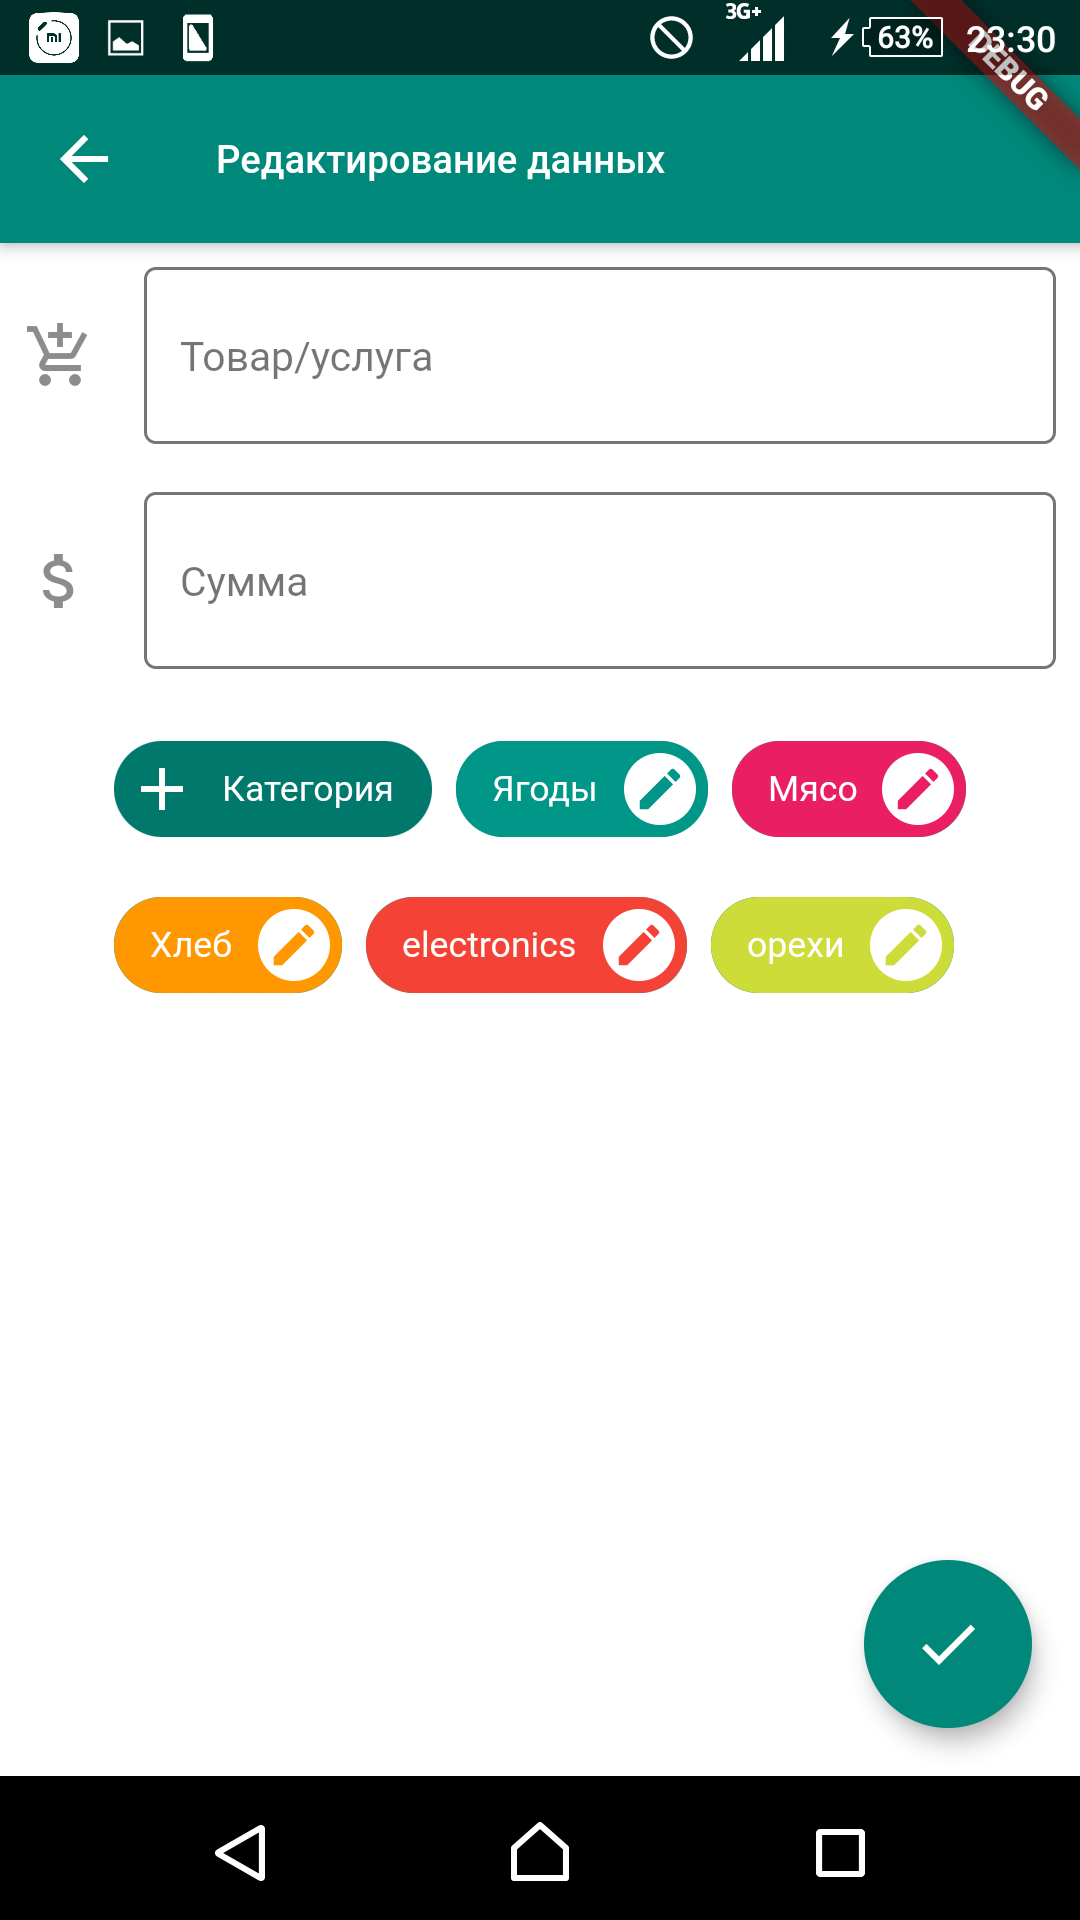 3G+ 63% 23:30
DEBUG
Редактирование данных
Товар/услуга
$ Сумма
Категория Ягоды Мясо
Хлеб electronics орехи